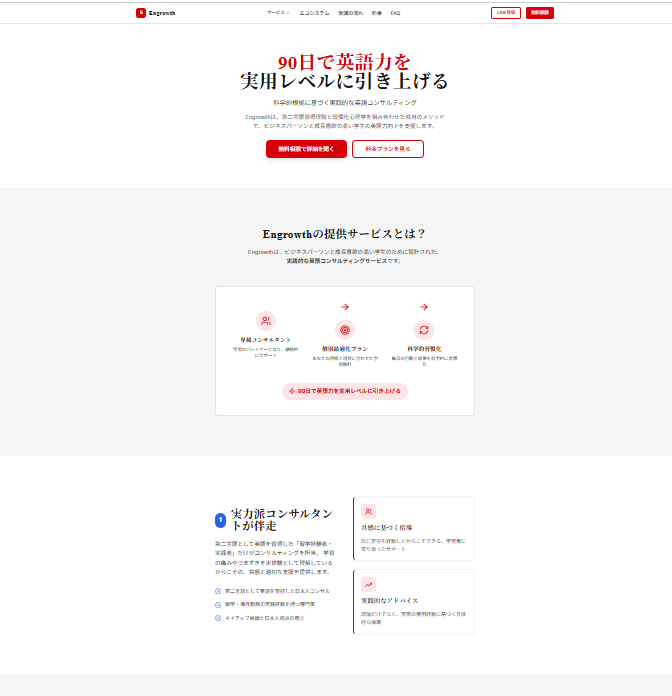 E Engrowth サービス エコシステム 受講の流れ 料金 FAQ LINE登録 無料相談
90日で英語力を
実用レベルに引き上げる
科学的根拠に基づく実践的な英語コンサルティング
Engrowthは、第二言語習得理論と習慣化心理学を組み合わせた独自のメソッド
で、ビジネスパーソンと成長意欲の高い学生の英語力向上を支援します。
無料相談で詳細を聞く 料金プランを見る
Engrowthの提供サービスとは？
Engrowthは、ビジネスパーソンと成長意欲の高い学生のために設計された、
実践的な英語コンサルティングサービスです。
専属コンサルタント 個別最適化プラン 科学的習慣化
学習のパートナーとなり、継続的
にサポート
あなたの目標と現状に合わせた学
習設計
毎日の行動と成果を科学的に習慣
化
90日で英語力を実用レベルに引き上げる
1 実力派コンサルタン
トが伴走
第二言語として英語を習得した「留学経験者・
実践者」だけがコンサルティングを担当。学習
の痛みやつまずきを実体験として理解している
からこその、共感と適切な支援を提供します。
第二言語として英語を習得した日本人コンサル
留学・海外勤務の実践経験を持つ専門家
ネイティブ目線と日本人視点の両立
共感に基づく指導
同じ苦労を経験したからこそできる、学習者に
寄り添ったサポート
実践的なアドバイス
理論だけでなく、実際の使用経験に基づく具体
的な指導